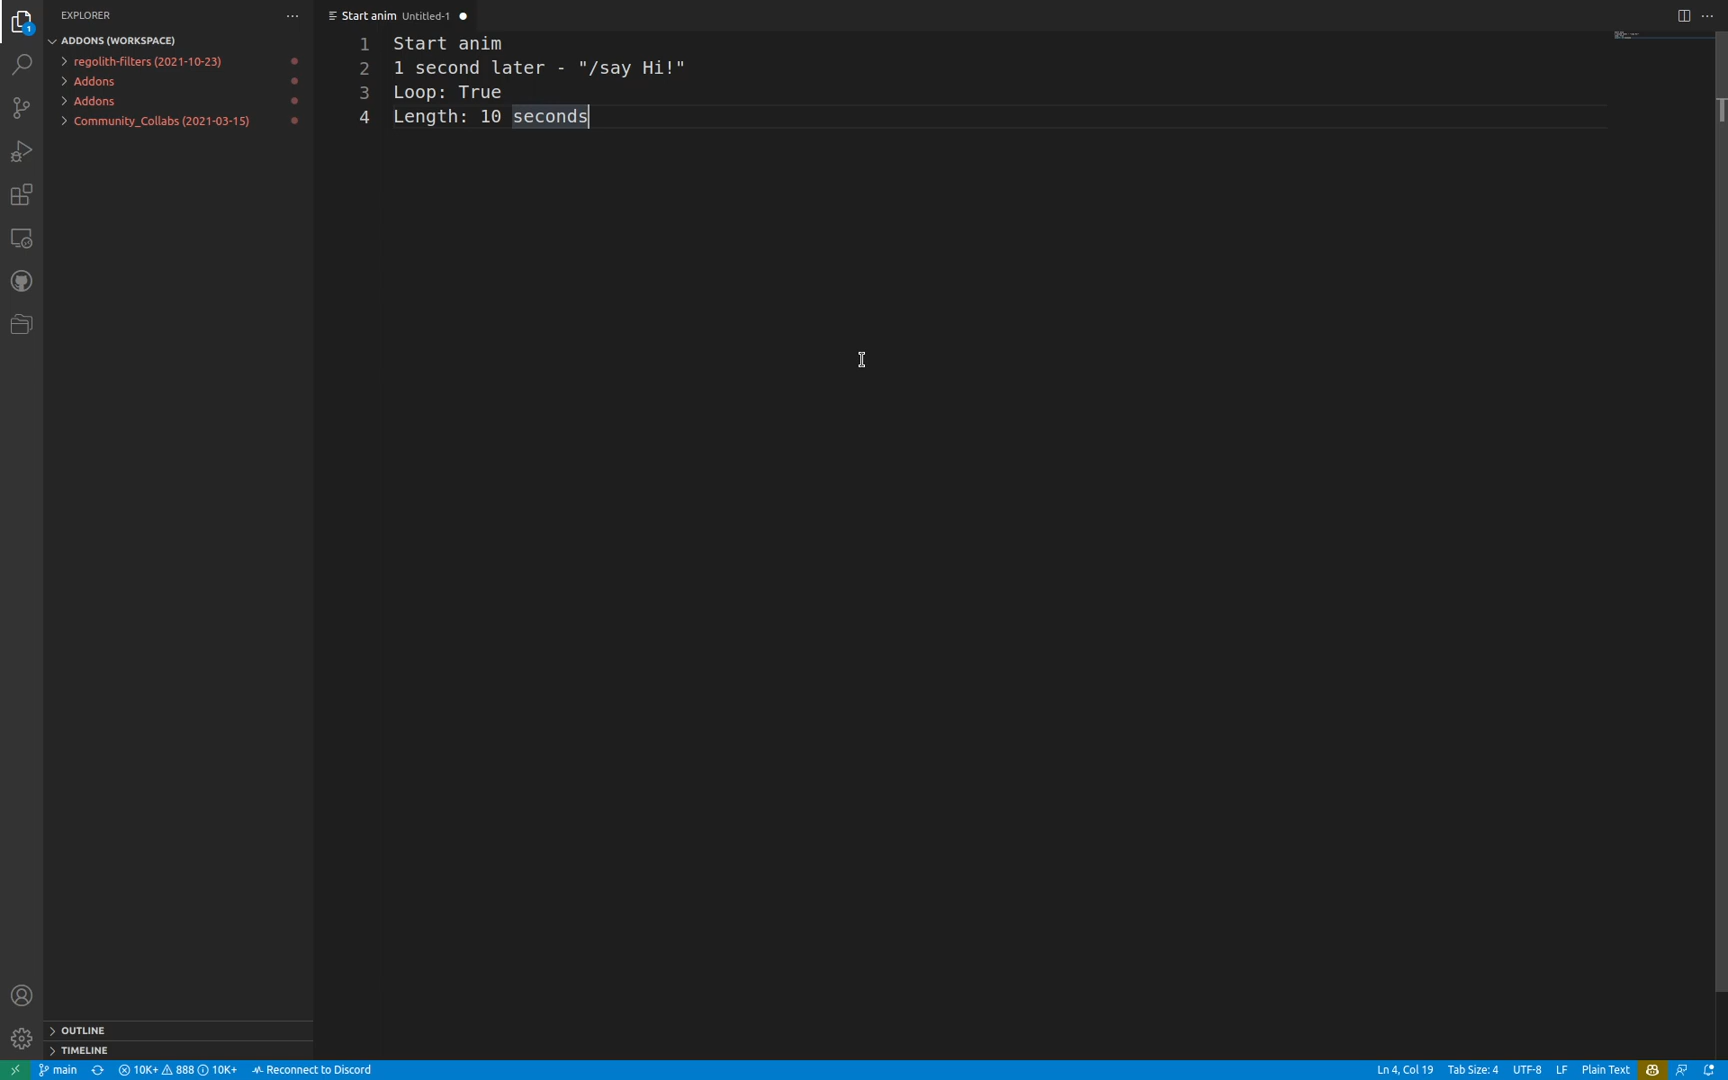 EXPLORER
Start anim Untitled-1
ADDONS (WORKSPACE)
regolith-filters (2021-10-23)
Addons
Addons
Community_Collabs (2021-03-15)
1 Start anim
2 1 second later - "/say Hi!"
3 Loop: True
4 Length: 10 seconds
1
OUTLINE
TIMELINE
main 10K+ 888 10K+ Reconnect to Discord Ln 4, Col 19 Tab Size: 4 UTF-8 LF Plain Text